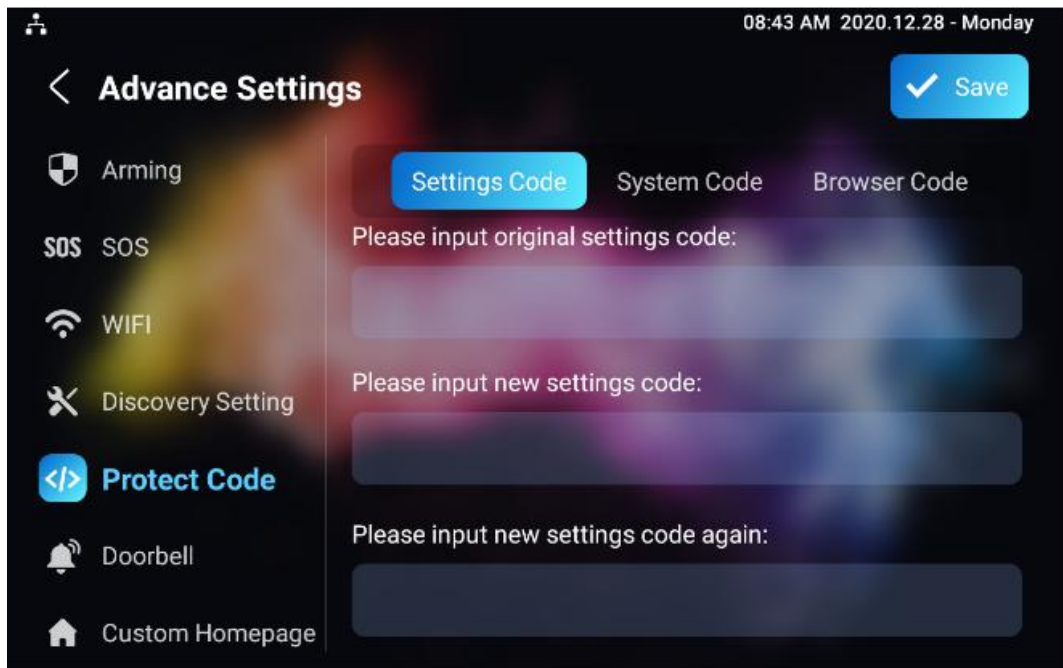 08:43 AM 2020.12.28 - Monday
Advance Settings
Save
Arming
SOS SOS
WIFI
Discovery Setting
</> Protect Code
Doorbell
Custom Homepage
Settings Code System Code Browser Code
Please input original settings code:
Please input new settings code:
Please input new settings code again: